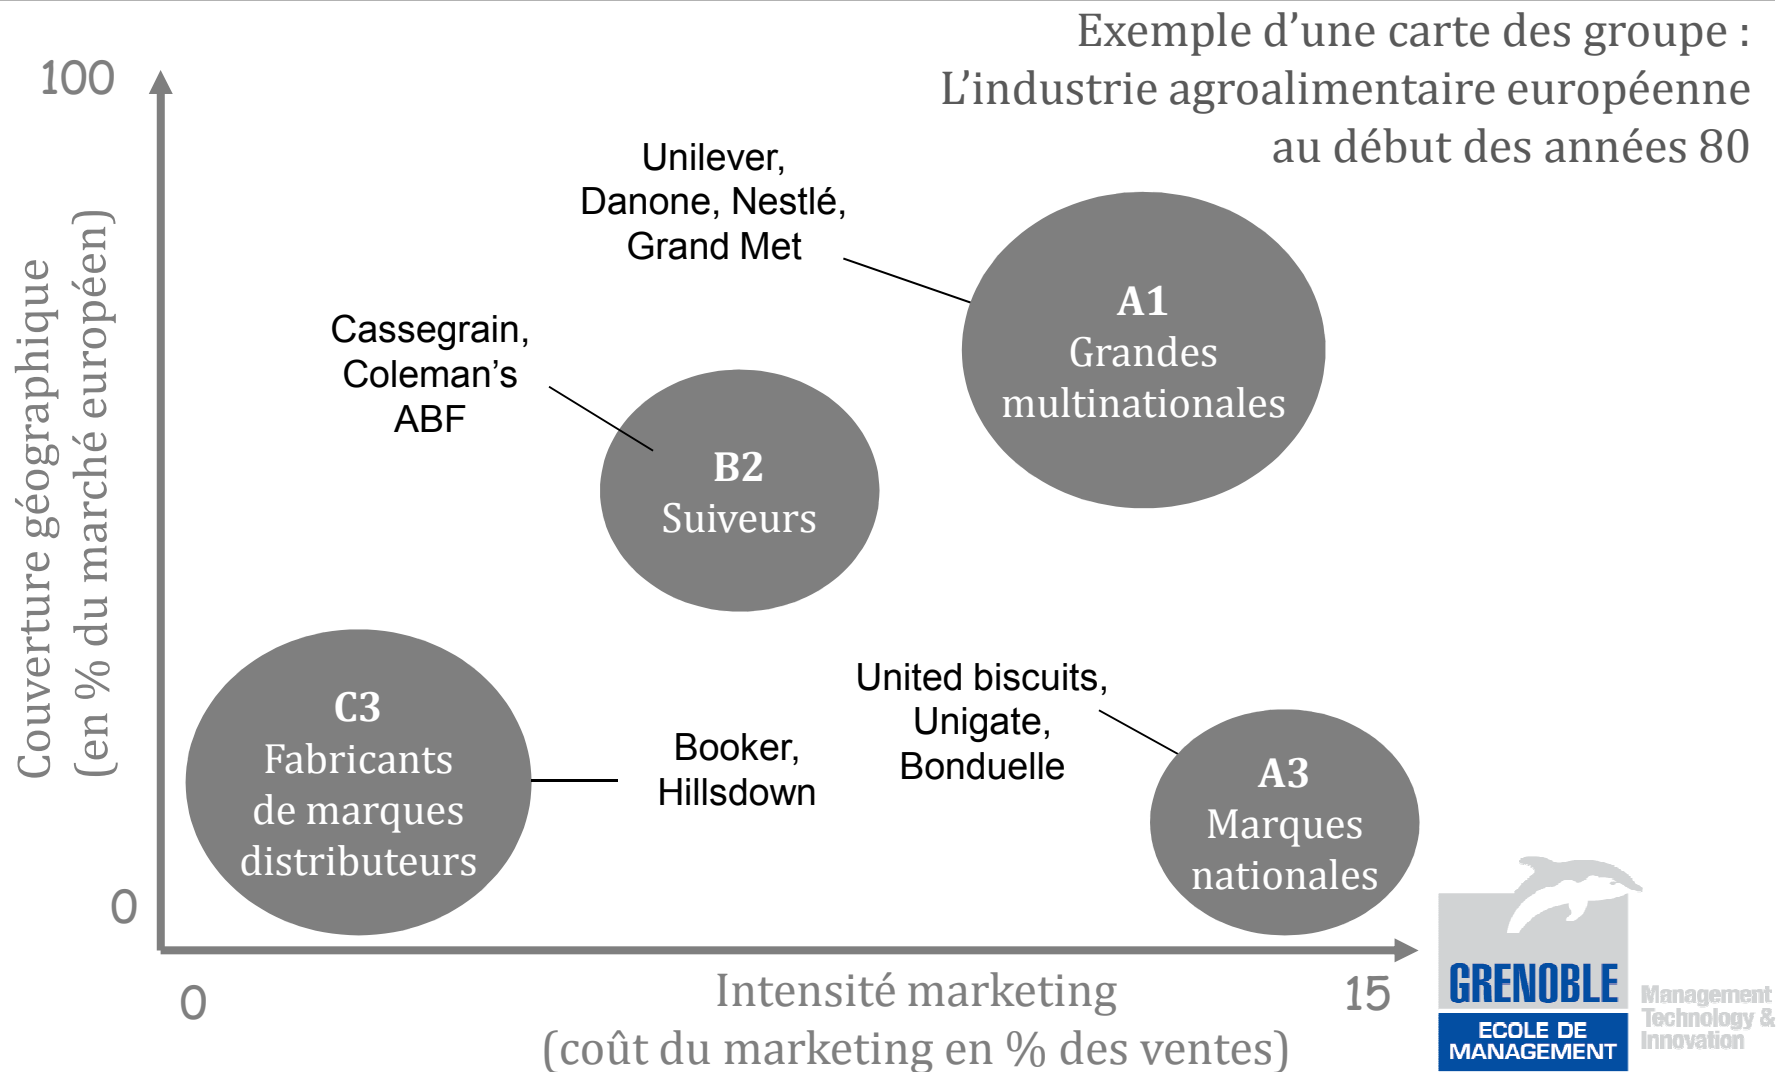 Exemple d’une carte des groupe :
L’industrie agroalimentaire européenne
au début des années 80
100
Couverture géographique
(en % du marché européen)
Unilever,
Danone, Nestlé,
Grand Met
A1
Grandes
multinationales
Cassegrain,
Coleman’s
ABF
B2
Suiveurs
C3
Fabricants
de marques
distributeurs
Booker,
Hillsdown
United biscuits,
Unigate,
Bonduelle
A3
Marques
nationales
0
0
Intensité marketing
(coût du marketing en % des ventes)
15
GRENOBLE
ECOLE DE
MANAGEMENT
Management
Technology &
Innovation